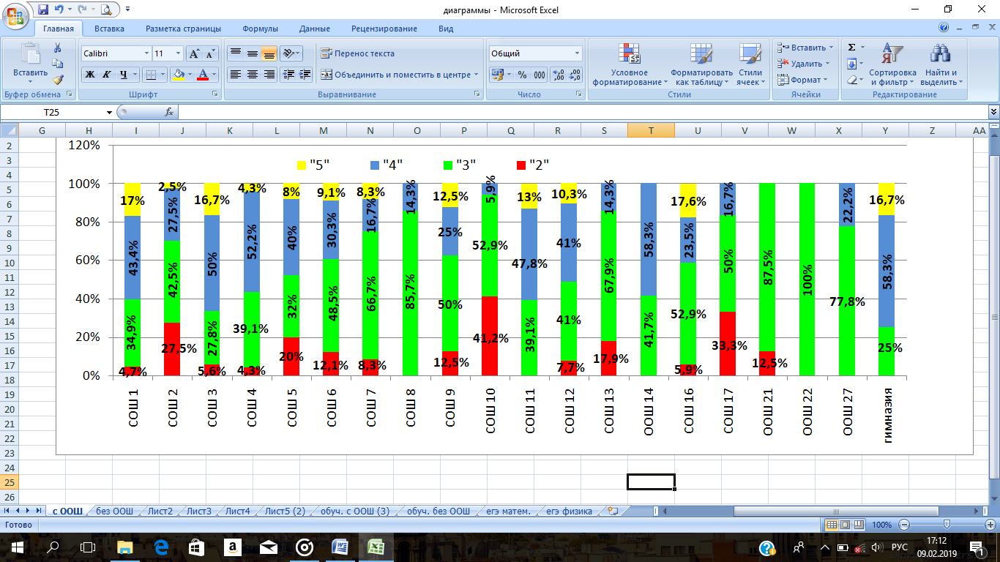 диаграммы - Microsoft Excel
Главная Вставка Разметка страницы Формулы Данные Рецензирование Вид
Вставить
Буфер обмена
Calibri 11
Ж К Ч
Шрифт
Перенос текста
Объединить и поместить в центре
Выравнивание
Общий
% 000
Число
Условное форматирование
Форматировать как таблицу
Стили ячеек
Стили
Вставить
Удалить
Формат
Ячейки
Σ
Сортировка и фильтр
Найти и выделить
Редактирование
T25 fx
G H I J K L M N O P Q R S T U V W X Y Z AA
2
3
4
5
6
7
8
9
10
11
12
13
14
15
16
17
18
19
20
21
22
23
24
25
26
120%
100%
80%
60%
40%
20%
0%
"5" "4" "3" "2"
17% 2,5% 16,7% 4,3% 8% 9,1% 8,3% 12,5% 13% 10,3% 17,6% 16,7%
43,4% 27,5% 50% 52,2% 40% 30,3% 16,7% 14,3% 25% 5,9% 47,8% 41% 14,3% 58,3% 23,5% 16,7% 22,2% 58,3%
34,9% 42,5% 27,8% 39,1% 32% 48,5% 66,7% 85,7% 50% 52,9% 39,1% 41% 67,9% 41,7% 52,9% 50% 87,5% 100% 77,8% 25%
4,7% 27,5% 5,6% 4,3% 20% 12,1% 8,3% 12,5% 41,2% 7,7% 17,9% 5,9% 33,3% 12,5%
СОШ 1
СОШ 2
СОШ 3
СОШ 4
СОШ 5
СОШ 6
СОШ 7
СОШ 8
СОШ 9
СОШ 10
СОШ 11
СОШ 12
СОШ 13
ООШ 14
СОШ 16
СОШ 17
ООШ 21
ООШ 22
ООШ 27
гимназия
с ООШ без ООШ Лист2 Лист3 Лист4 Лист5 (2) обуч. с ООШ (3) обуч. без ООШ егэ матем. егэ физика
Готово 100%
РУС
17:12
09.02.2019
1